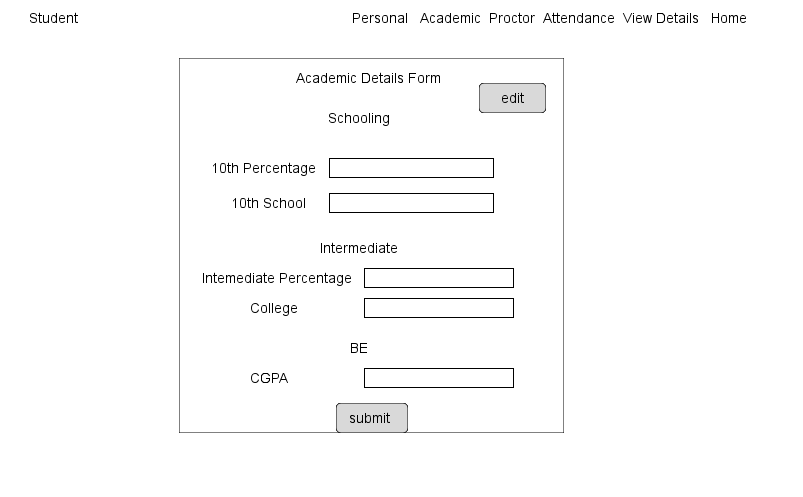 Student Personal Academic Proctor Attendance View Details Home
Academic Details Form
edit
Schooling
10th Percentage
10th School
Intermediate
Intemediate Percentage
College
BE
CGPA
submit